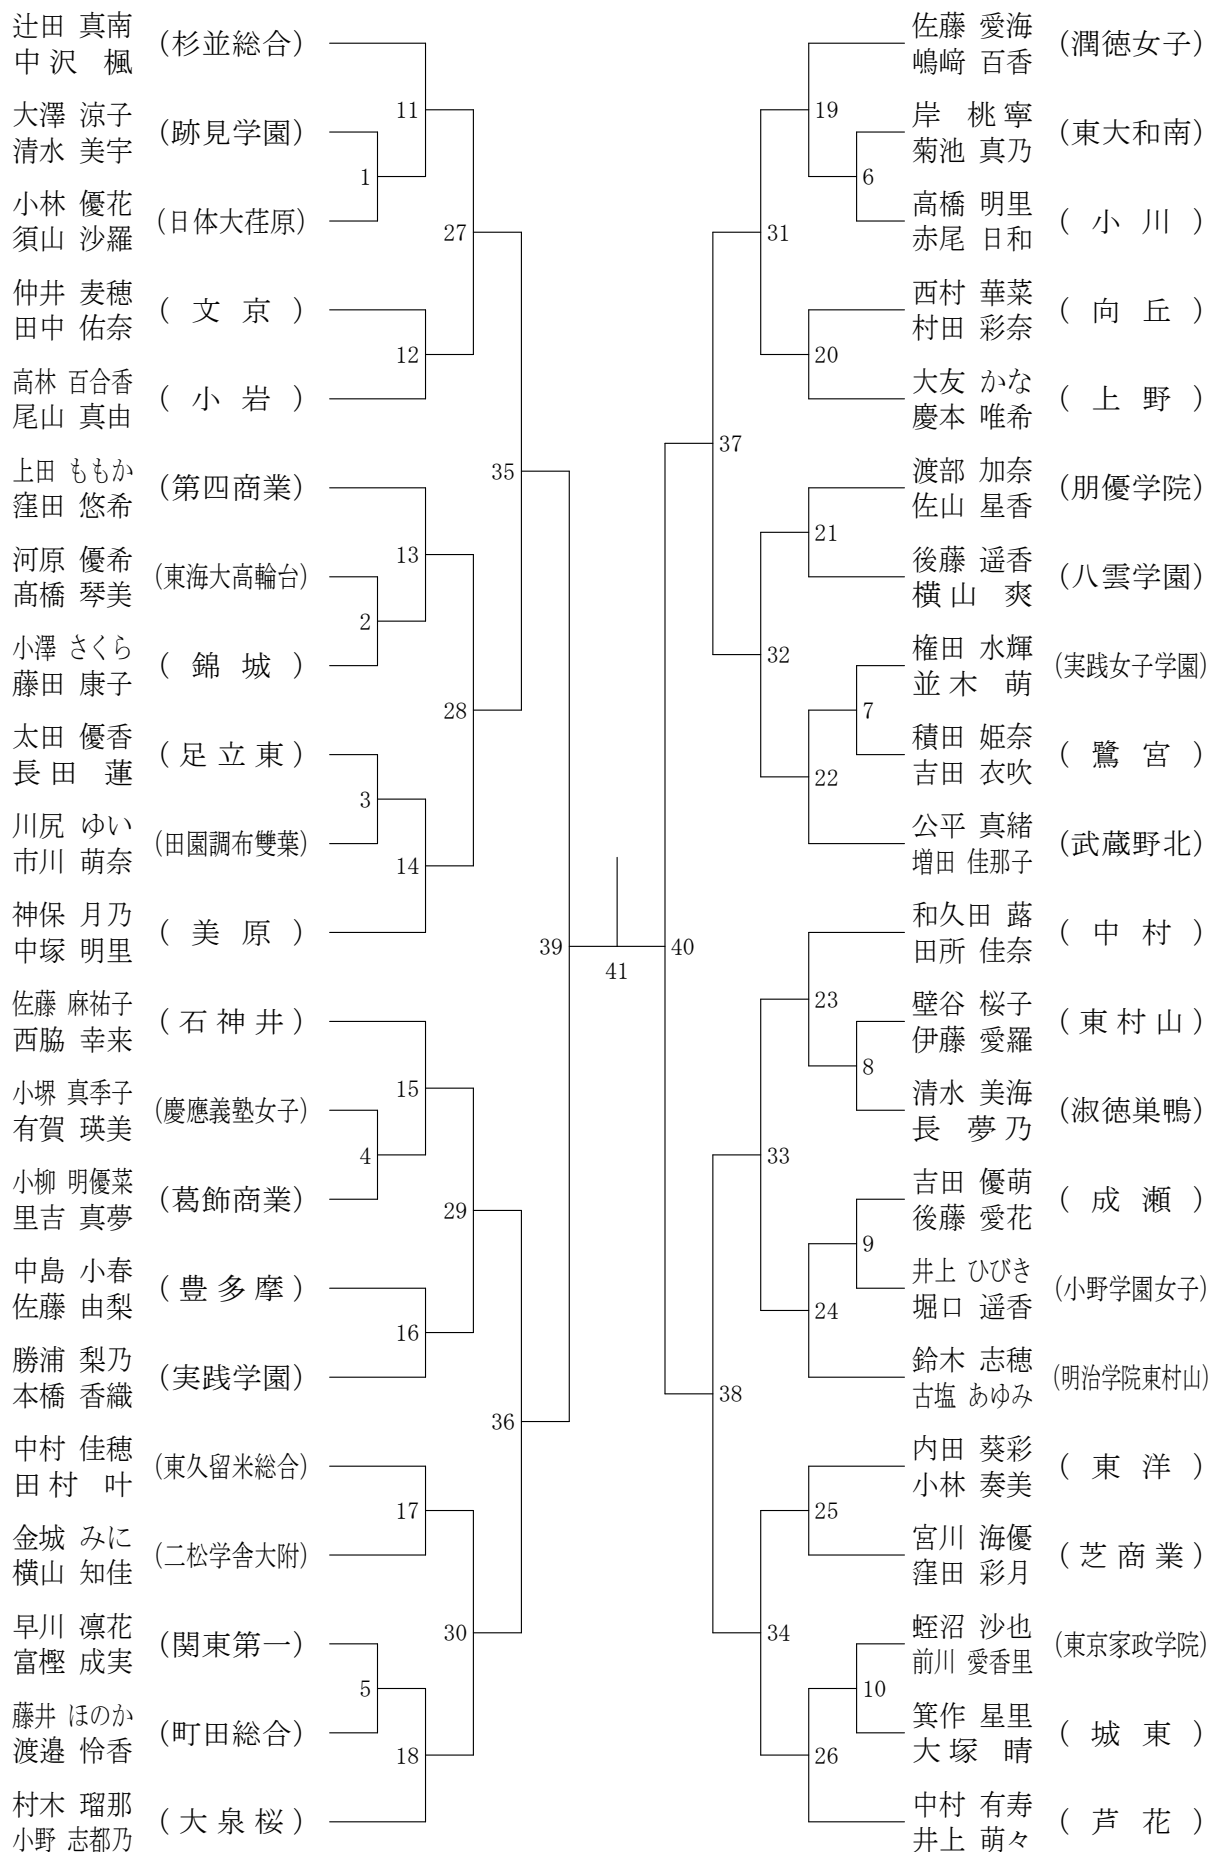 辻田 真南
中沢 楓
(杉並総合)
大澤 涼子
清水 美宇
(跡見学園)
小林 優花
須山 沙羅
(日体大荏原)
仲井 麦穂
田中 佑奈
(文京)
高林 百合香
尾山 真由
(小岩)
上田 ももか
窪田 悠希
(第四商業)
河原 優希
髙橋 琴美
(東海大高輪台)
小澤 さくら
藤田 康子
(錦城)
太田 優香
長田 蓮
(足立東)
川尻 ゆい
市川 萌奈
(田園調布雙葉)
神保 月乃
中塚 明里
(美原)
佐藤 麻祐子
西脇 幸来
(石神井)
小堺 真季子
有賀 瑛美
(慶應義塾女子)
小柳 明優菜
里吉 真夢
(葛飾商業)
中島 小春
佐藤 由梨
(豊多摩)
勝浦 梨乃
本橋 香織
(実践学園)
中村 佳穂
田村 叶
(東久留米総合)
金城 みに
横山 知佳
(二松学舎大附)
早川 凛花
富樫 成実
(関東第一)
藤井 ほのか
渡邉 怜香
(町田総合)
村木 瑠那
小野 志都乃
(大泉桜)
1
2
3
4
5
11
12
13
14
15
16
17
18
27
28
29
30
35
36
39
41
40
37
38
31
32
33
34
19
20
21
22
23
24
25
26
6
7
8
9
10
佐藤 愛海
嶋﨑 百香
(潤徳女子)
岸 桃寧
菊池 真乃
(東大和南)
高橋 明里
赤尾 日和
(小川)
西村 華菜
村田 彩奈
(向丘)
大友 かな
慶本 唯希
(上野)
渡部 加奈
佐山 星香
(朋優学院)
後藤 遥香
横山 爽
(八雲学園)
権田 水輝
並木 萌
(実践女子学園)
積田 姫奈
吉田 衣吹
(鷺宮)
公平 真緒
増田 佳那子
(武蔵野北)
和久田 蕗
田所 佳奈
(中村)
壁谷 桜子
伊藤 愛羅
(東村山)
清水 美海
長 夢乃
(淑徳巣鴨)
吉田 優萌
後藤 愛花
(成瀬)
井上 ひびき
堀口 遥香
(小野学園女子)
鈴木 志穂
古塩 あゆみ
(明治学院東村山)
内田 葵彩
小林 奏美
(東洋)
宮川 海優
窪田 彩月
(芝商業)
蛭沼 沙也
前川 愛香里
(東京家政学院)
箕作 星里
大塚 晴
(城東)
中村 有寿
井上 萌々
(芦花)